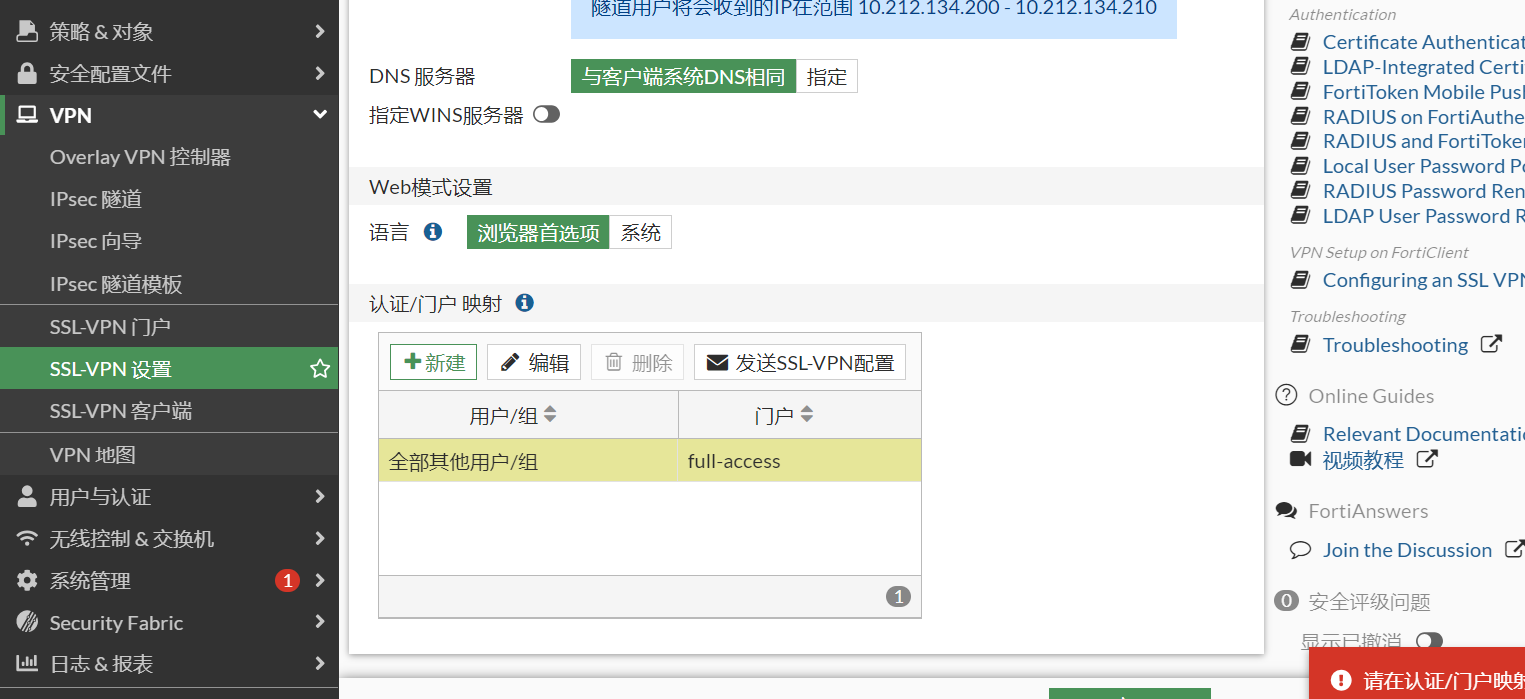 策略 & 对象
安全配置文件
VPN
Overlay VPN 控制器
IPsec 隧道
IPsec 向导
IPsec 隧道模板
SSL-VPN 门户
SSL-VPN 设置
SSL-VPN 客户端
VPN 地图
用户与认证
无线控制 & 交换机
系统管理 1
Security Fabric
日志 & 报表
隧道用户将会收到的IP在范围 10.212.134.200 - 10.212.134.210
DNS 服务器 与客户端系统DNS相同 指定
指定WINS服务器
Web模式设置
语言 浏览器首选项 系统
认证/门户 映射
新建 编辑 删除 发送SSL-VPN配置
用户/组 门户
全部其他用户/组 full-access
1
Authentication
Certificate Authenticat
LDAP-Integrated Certi
FortiToken Mobile Pus
RADIUS on FortiAuthe
RADIUS and FortiToke
Local User Password Po
RADIUS Password Ren
LDAP User Password R
VPN Setup on FortiClient
Configuring an SSL VPN
Troubleshooting
Troubleshooting
Online Guides
Relevant Documentati
视频教程
FortiAnswers
Join the Discussion
0 安全评级问题
显示已撤消
请在认证/门户映射